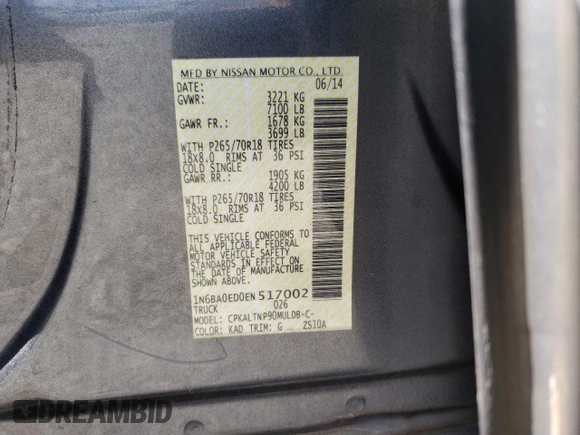 MFD BY NISSAN MOTOR CO., LTD.
DATE: 06/14
GVWR: 3221 KG
7100 LB
GAWR FR.: 1678 KG
3699 LB
WITH P265/70R18 TIRES
18x8.0 RIMS AT 36 PSI
COLD SINGLE
GAWR RR.: 1905 KG
4200 LB
WITH P265/70R18 TIRES
18x8.0 RIMS AT 36 PSI
COLD SINGLE
THIS VEHICLE CONFORMS TO
ALL APPLICABLE FEDERAL
MOTOR VEHICLE SAFETY
STANDARDS IN EFFECT ON THE
DATE OF MANUFACTURE SHOWN
ABOVE.
1N6BA0ED0EN517002
TRUCK 026
MODEL: CPKALTNP90MULDB-C-
COLOR: KAD TRIM: G ZS10A
DREAMBID